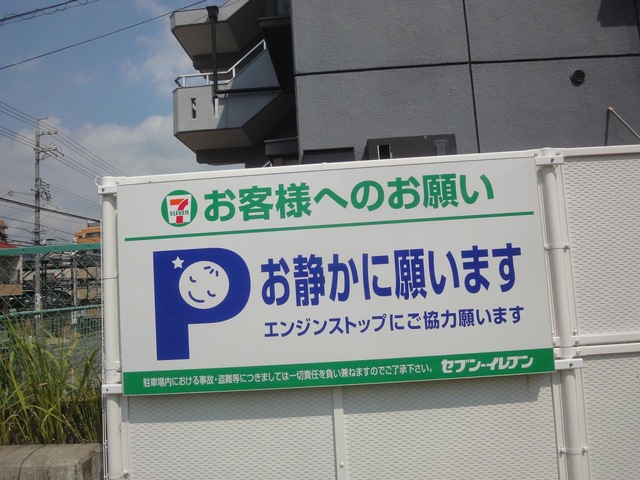 7
ELEVEn
お客様へのお願い
P
お静かに願います
エンジンストップにご協力願います
駐車場内における事故・盗難等につきましては一切責任を負い兼ねますのでご了承下さい。
セブン-イレブン